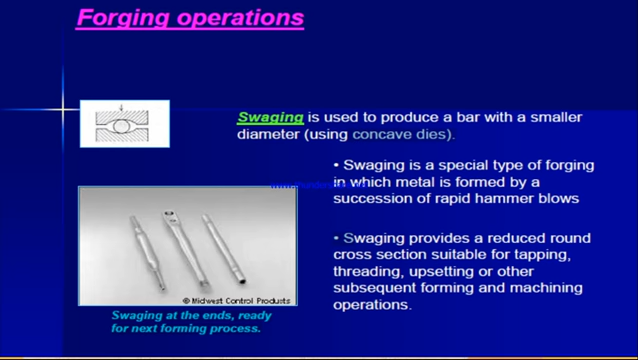 Forging operations
Swaging is used to produce a bar with a smaller
diameter (using concave dies).
• Swaging is a special type of forging
in which metal is formed by a
succession of rapid hammer blows
• Swaging provides a reduced round
cross section suitable for tapping,
threading, upsetting or other
subsequent forming and machining
operations.
© Midwest Control Products
Swaging at the ends, ready
for next forming process.